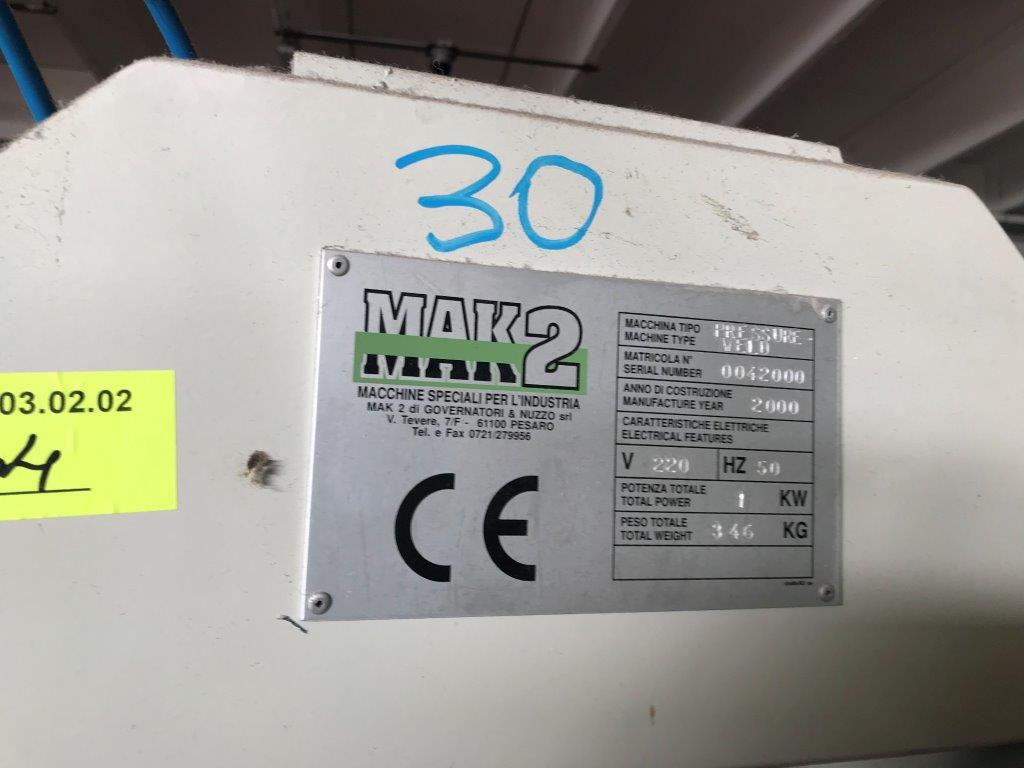 30
03.02.02
MAK2
MAK
MACCHINE SPECIALI PER L'INDUSTRIA
MAK 2 di GOVERNATORI & NUZZO srl
V. Tevere, 7/F - 61100 PESARO
Tel. e Fax 0721/279956
CE
MACCHINA TIPO
MACHINE TYPE
PRESSURE-
WELD
MATRICOLA N°
SERIAL NUMBER 0042000
ANNO DI COSTRUZIONE
MANUFACTURE YEAR 2000
CARATTERISTICHE ELETTRICHE
ELECTRICAL FEATURES
V 220 HZ 50
POTENZA TOTALE
TOTAL POWER 1 KW
PESO TOTALE
TOTAL WEIGHT 346 KG